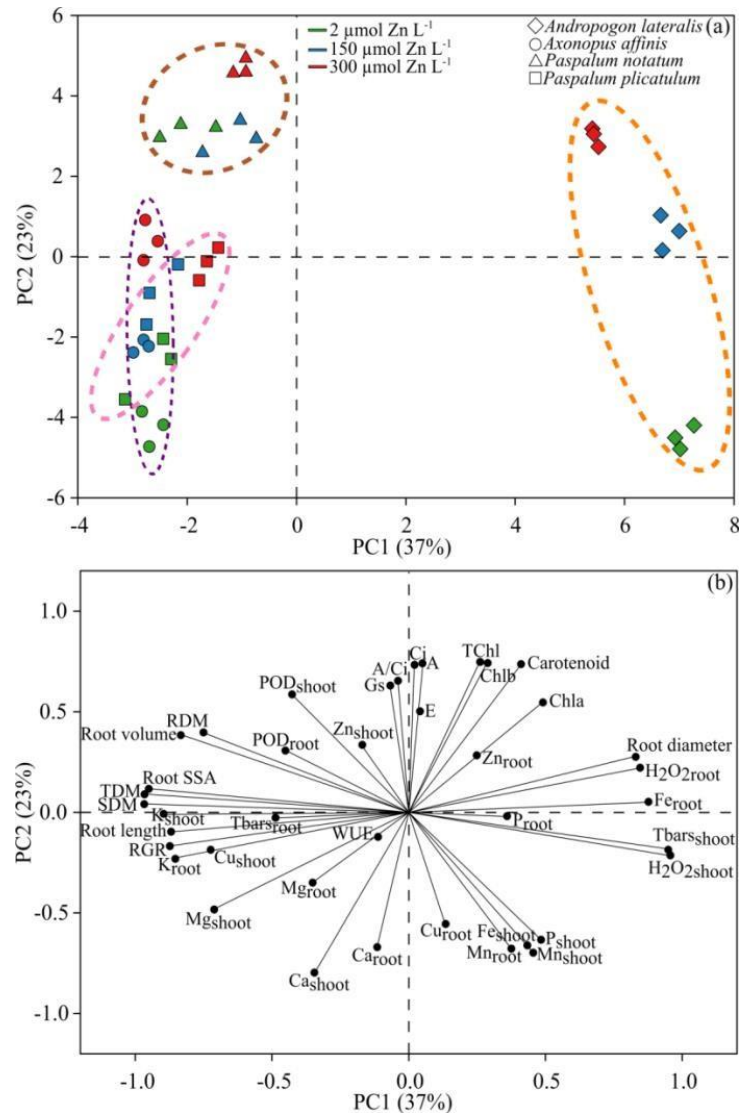 (a)
2 µmol Zn L⁻¹
150 µmol Zn L⁻¹
300 µmol Zn L⁻¹
Andropogon lateralis
Axonopus affinis
Paspalum notatum
Paspalum plicatulum
6
4
2
0
-2
-4
-6
PC2 (23%)
-4
-2
0
2
4
6
8
PC1 (37%)
(b)
1.0
0.5
0.0
-0.5
-1.0
PC2 (23%)
Ci
A
TChl
A/Ci
Chlb
Carotenoid
Gs
PODshoot
E
Chla
RDM
Root volume
PODroot
Znshoot
Znroot
Root diameter
H2O2root
Root SSA
TDM
SDM
Kshoot
Feroot
Tbarsroot
Proot
Root length
WUE
Tbarsshoot
RGR
Cushoot
H2O2shoot
Kroot
Mgroot
Mgshoot
Curoot
Feshoot
Pshoot
Caroot
Mnroot
Mnshoot
Cashoot
-1.0
-0.5
0.0
0.5
1.0
PC1 (37%)